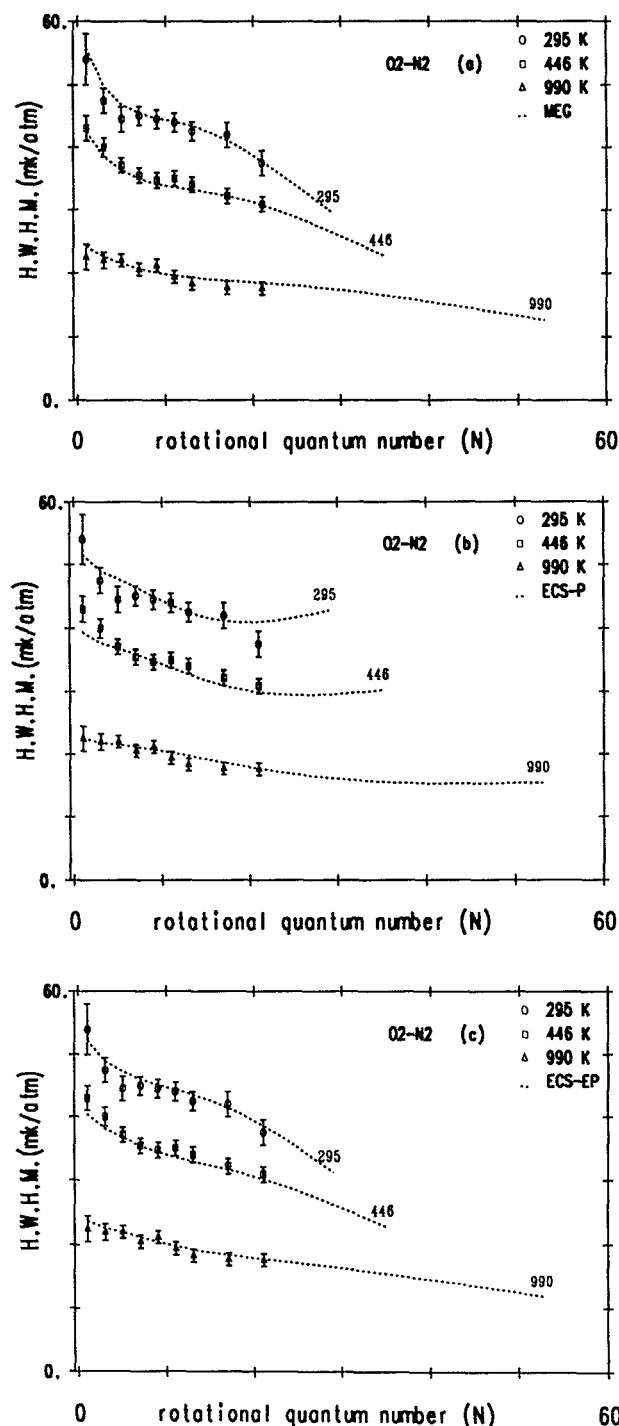 60.
O2-N2 (a)
295 K
446 K
990 K
MEG
H.W.H.M.(mk/atm)
295
446
990
0.
0 rotational quantum number (N) 60
60.
O2-N2 (b)
295 K
446 K
990 K
ECS-P
H.W.H.M.(mk/atm)
295
446
990
0.
0 rotational quantum number (N) 60
60.
O2-N2 (c)
295 K
446 K
990 K
ECS-EP
H.W.H.M.(mk/atm)
295
446
990
0.
0 rotational quantum number (N) 60